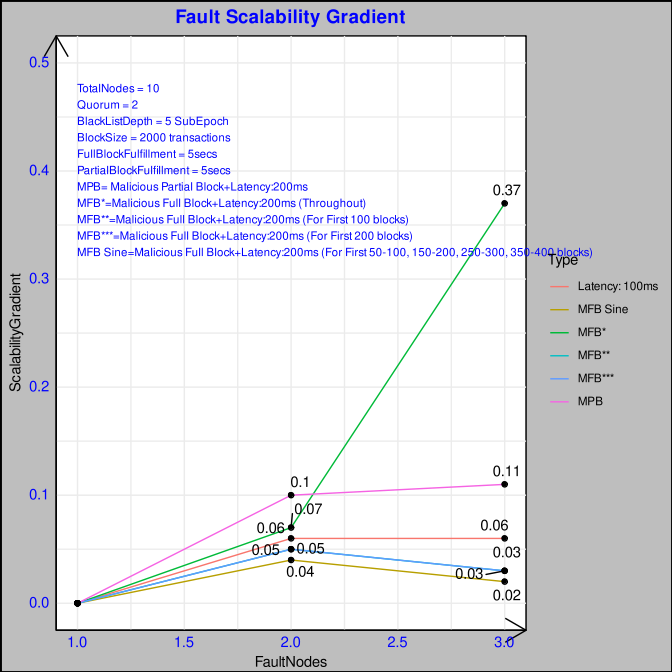 Fault Scalability Gradient
TotalNodes = 10
Quorum = 2
BlackListDepth = 5 SubEpoch
BlockSize = 2000 transactions
FullBlockFulfillment = 5secs
PartialBlockFulfillment = 5secs
MPB= Malicious Partial Block+Latency:200ms
MFB*=Malicious Full Block+Latency:200ms (Throughout)
MFB**=Malicious Full Block+Latency:200ms (For First 100 blocks)
MFB***=Malicious Full Block+Latency:200ms (For First 200 blocks)
MFB Sine=Malicious Full Block+Latency:200ms (For First 50-100, 150-200, 250-300, 350-400 blocks)
ScalabilityGradient
0.5
0.4
0.3
0.2
0.1
0.0
0.37
0.1
0.11
0.07
0.06
0.06
0.05
0.05
0.03
0.03
0.04
0.02
1.0
1.5
2.0
2.5
3.0
FaultNodes
Type
Latency: 100ms
MFB Sine
MFB*
MFB**
MFB***
MPB